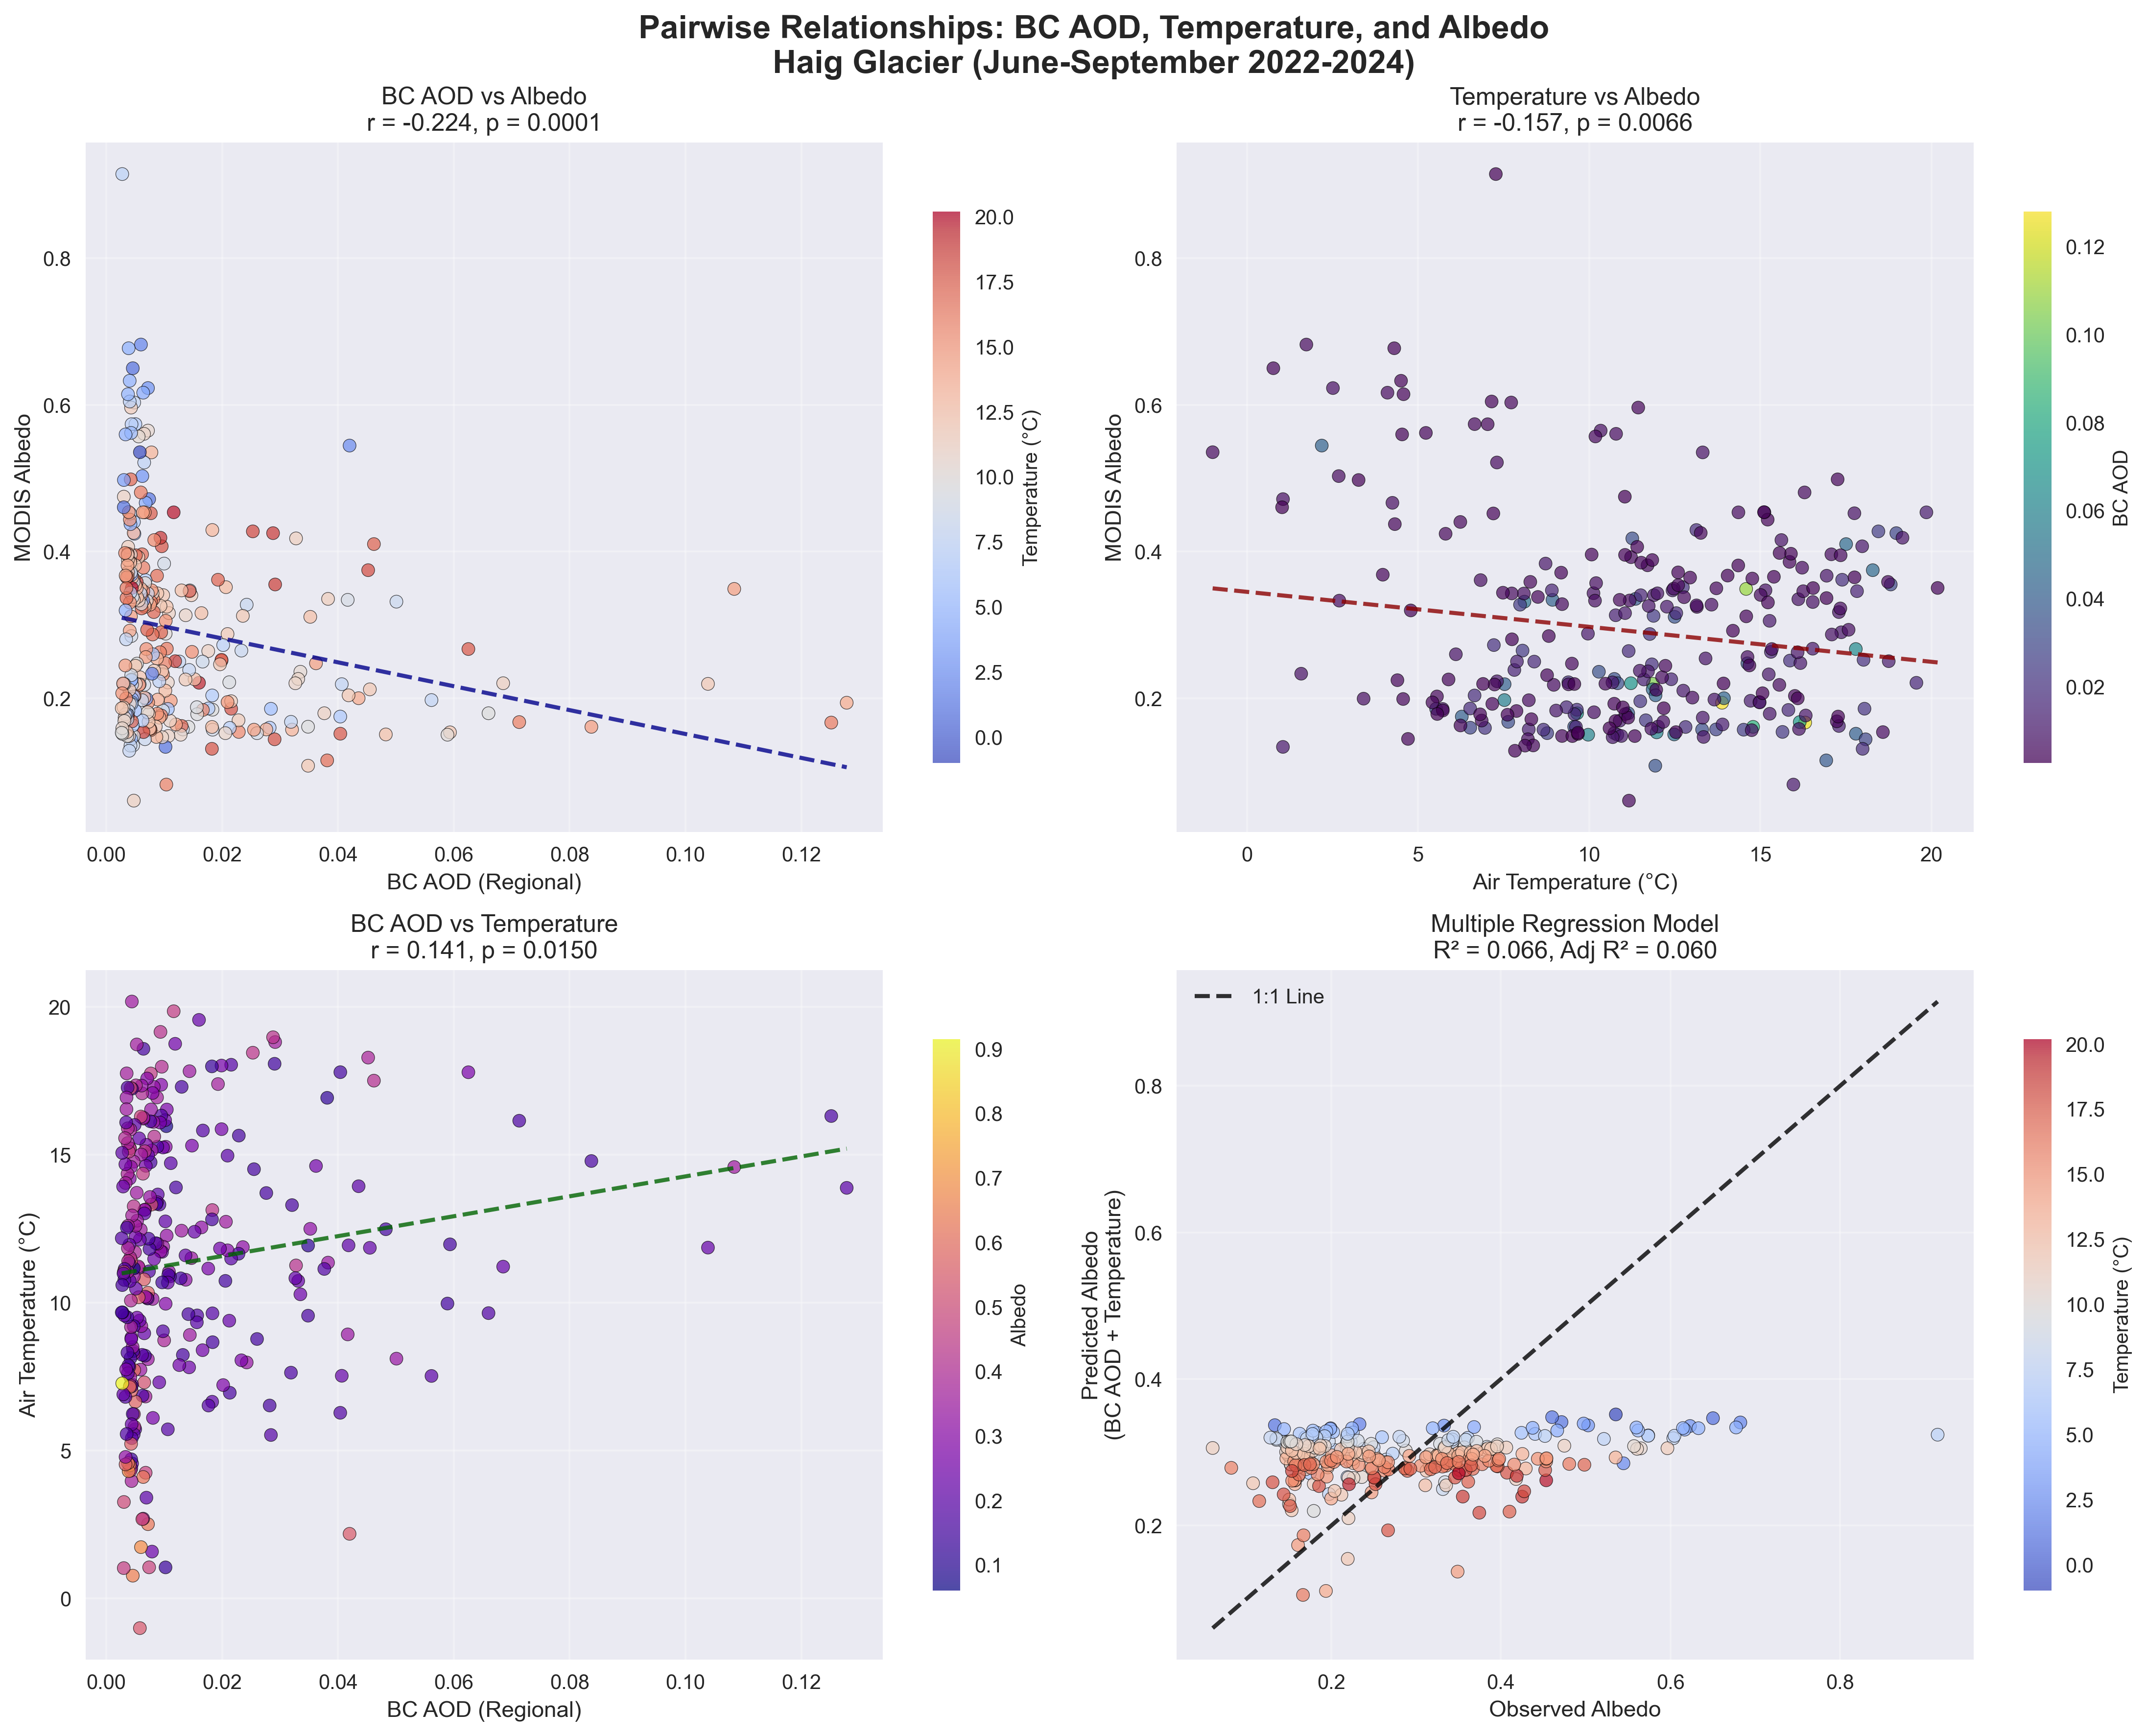 Pairwise Relationships: BC AOD, Temperature, and Albedo
Haig Glacier (June-September 2022-2024)
BC AOD vs Albedo
r = -0.224, p = 0.0001
MODIS Albedo
0.8
0.6
0.4
0.2
0.00 0.02 0.04 0.06 0.08 0.10 0.12
BC AOD (Regional)
20.0
17.5
15.0
12.5
10.0
7.5
5.0
2.5
0.0
Temperature (°C)
Temperature vs Albedo
r = -0.157, p = 0.0066
MODIS Albedo
0.8
0.6
0.4
0.2
0 5 10 15 20
Air Temperature (°C)
0.12
0.10
0.08
0.06
0.04
0.02
BC AOD
BC AOD vs Temperature
r = 0.141, p = 0.0150
Air Temperature (°C)
20
15
10
5
0
0.00 0.02 0.04 0.06 0.08 0.10 0.12
BC AOD (Regional)
0.9
0.8
0.7
0.6
0.5
0.4
0.3
0.2
0.1
Albedo
Multiple Regression Model
R² = 0.066, Adj R² = 0.060
1:1 Line
Predicted Albedo
(BC AOD + Temperature)
0.8
0.6
0.4
0.2
0.2 0.4 0.6 0.8
Observed Albedo
20.0
17.5
15.0
12.5
10.0
7.5
5.0
2.5
0.0
Temperature (°C)